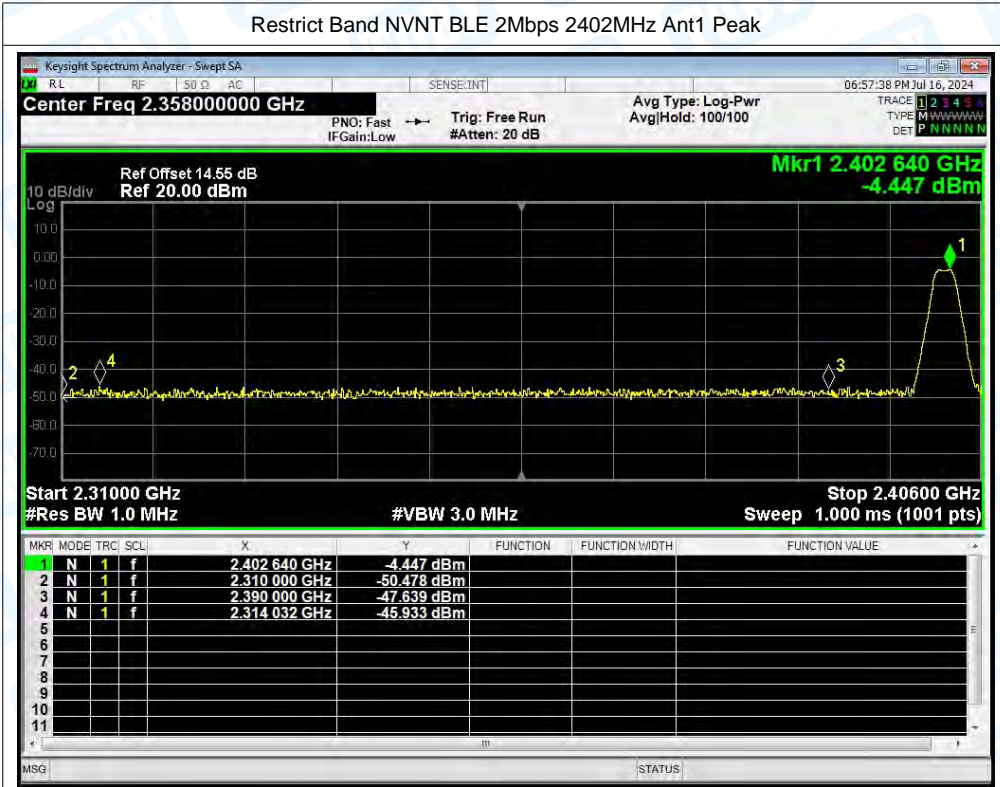 Restrict Band NVNT BLE 2Mbps 2402MHz Ant1 Peak
Keysight Spectrum Analyzer - Swept SA
LXI RL RF 50 Ω AC SENSE:INT 06:57:38 PM Jul 16, 2024
Center Freq 2.358000000 GHz Avg Type: Log-Pwr TRACE 1 2 3 4 5
PNO: Fast Trig: Free Run Avg|Hold: 100/100 TYPE M WWWWW
IFGain:Low #Atten: 20 dB DET P N N N N N
Mkr1 2.402 640 GHz
-4.447 dBm
Ref Offset 14.55 dB
10 dB/div Ref 20.00 dBm
Log
10.0
0.00
-10.0
-20.0
-30.0
-40.0
-50.0
-60.0
-70.0
1
2
4
3
Start 2.31000 GHz Stop 2.40600 GHz
#Res BW 1.0 MHz #VBW 3.0 MHz Sweep 1.000 ms (1001 pts)
MKR MODE TRC SCL X Y FUNCTION FUNCTION WIDTH FUNCTION VALUE
1 N 1 f 2.402 640 GHz -4.447 dBm
2 N 1 f 2.310 000 GHz -50.478 dBm
3 N 1 f 2.390 000 GHz -47.639 dBm
4 N 1 f 2.314 032 GHz -45.933 dBm
5
6
7
8
9
10
11
MSG STATUS